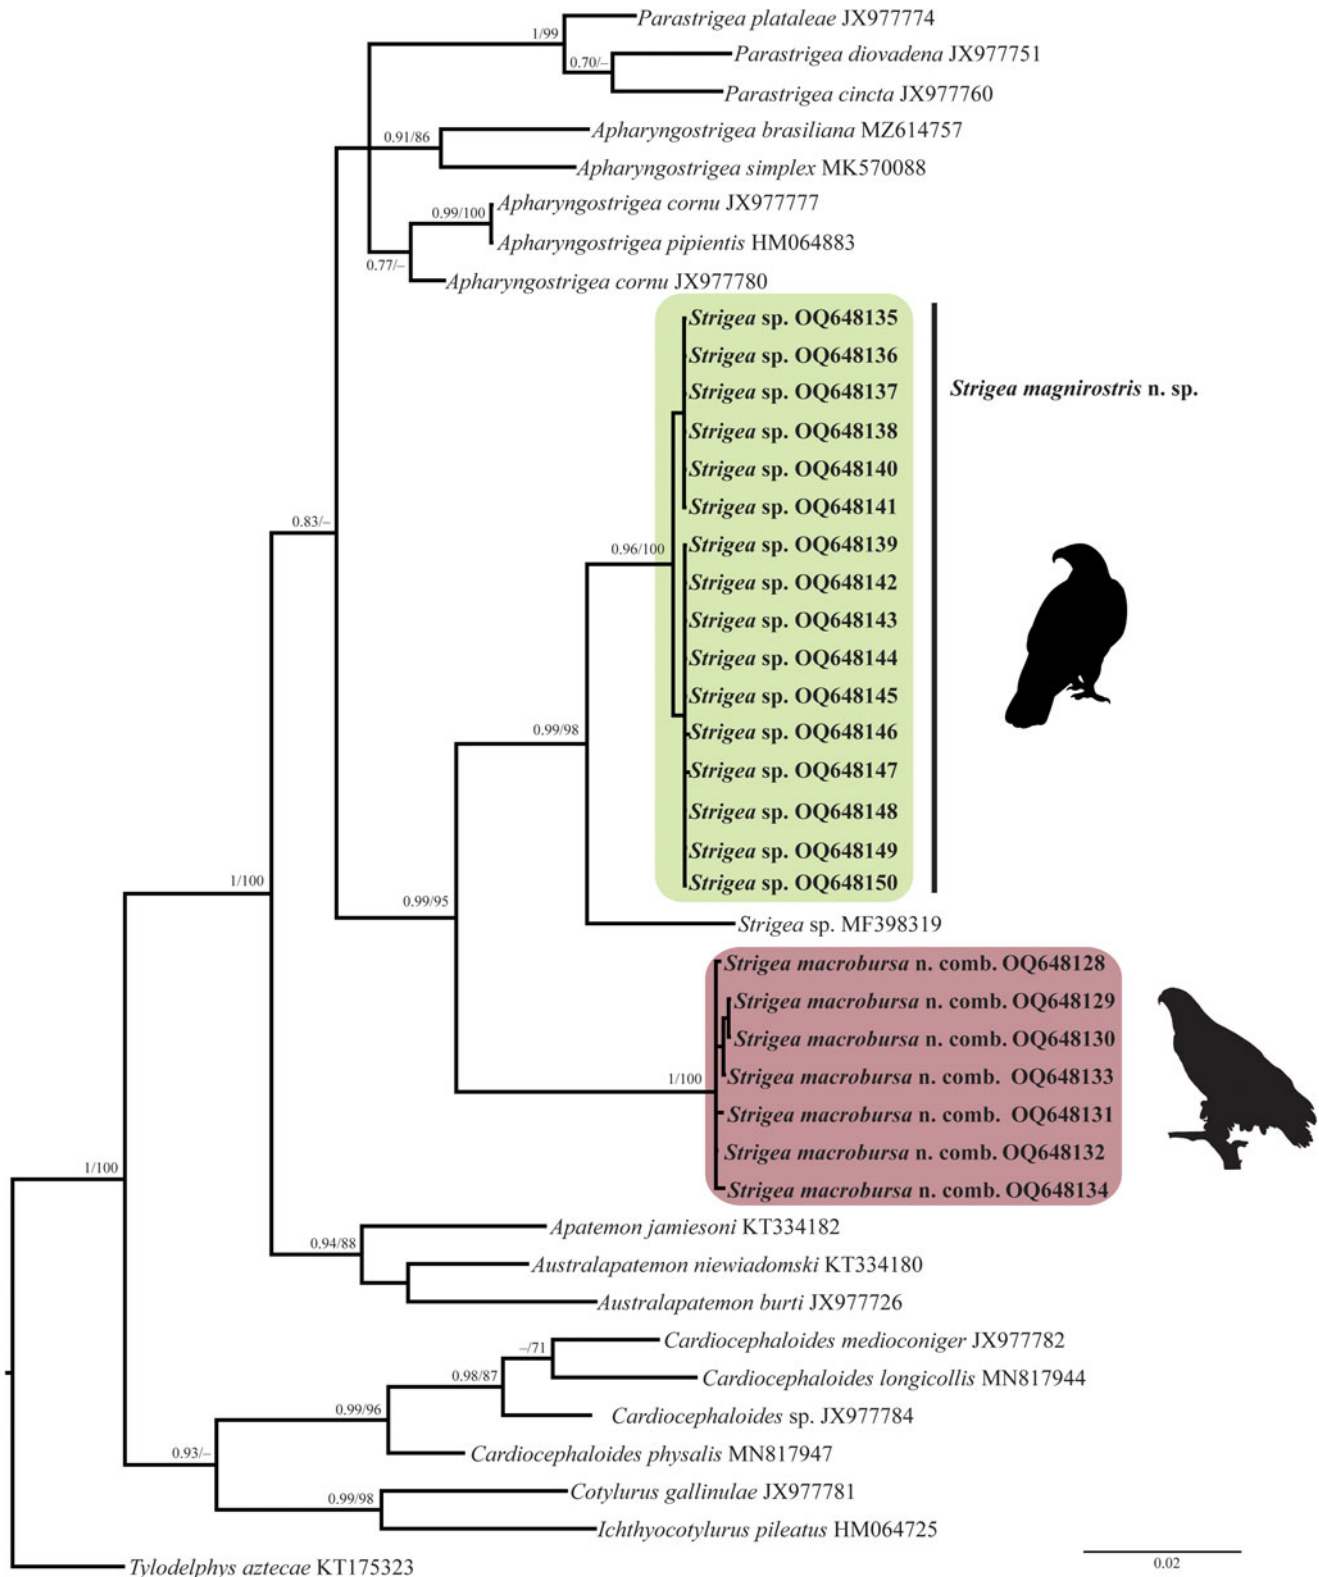 Parastrigea plataleae JX977774
1/99
Parastrigea diovadena JX977751
0.70/–
Parastrigea cincta JX977760
Apharyngostrigea brasiliana MZ614757
0.91/86
Apharyngostrigea simplex MK570088
Apharyngostrigea cornu JX977777
0.99/100
Apharyngostrigea pipientis HM064883
0.77/–
Apharyngostrigea cornu JX977780
Strigea sp. OQ648135
Strigea sp. OQ648136
Strigea sp. OQ648137
Strigea magnirostris n. sp.
Strigea sp. OQ648138
Strigea sp. OQ648140
Strigea sp. OQ648141
0.83/–
Strigea sp. OQ648139
0.96/100
Strigea sp. OQ648142
Strigea sp. OQ648143
Strigea sp. OQ648144
Strigea sp. OQ648145
Strigea sp. OQ648146
0.99/98
Strigea sp. OQ648147
Strigea sp. OQ648148
Strigea sp. OQ648149
Strigea sp. OQ648150
1/100
0.99/95
Strigea sp. MF398319
Strigea macrobursa n. comb. OQ648128
Strigea macrobursa n. comb. OQ648129
Strigea macrobursa n. comb. OQ648130
Strigea macrobursa n. comb. OQ648133
1/100
Strigea macrobursa n. comb. OQ648131
Strigea macrobursa n. comb. OQ648132
1/100
Strigea macrobursa n. comb. OQ648134
Apatemon jamiesoni KT334182
0.94/88
Australapatemon niewiadomski KT334180
Australapatemon burti JX977726
Cardiocephaloides medioconiger JX977782
–/71
Cardiocephaloides longicollis MN817944
0.98/87
Cardiocephaloides sp. JX977784
0.99/96
Cardiocephaloides physalis MN817947
0.93/–
Cotylurus gallinulae JX977781
0.99/98
Ichthyocotylurus pileatus HM064725
Tylodelphys aztecae KT175323
0.02